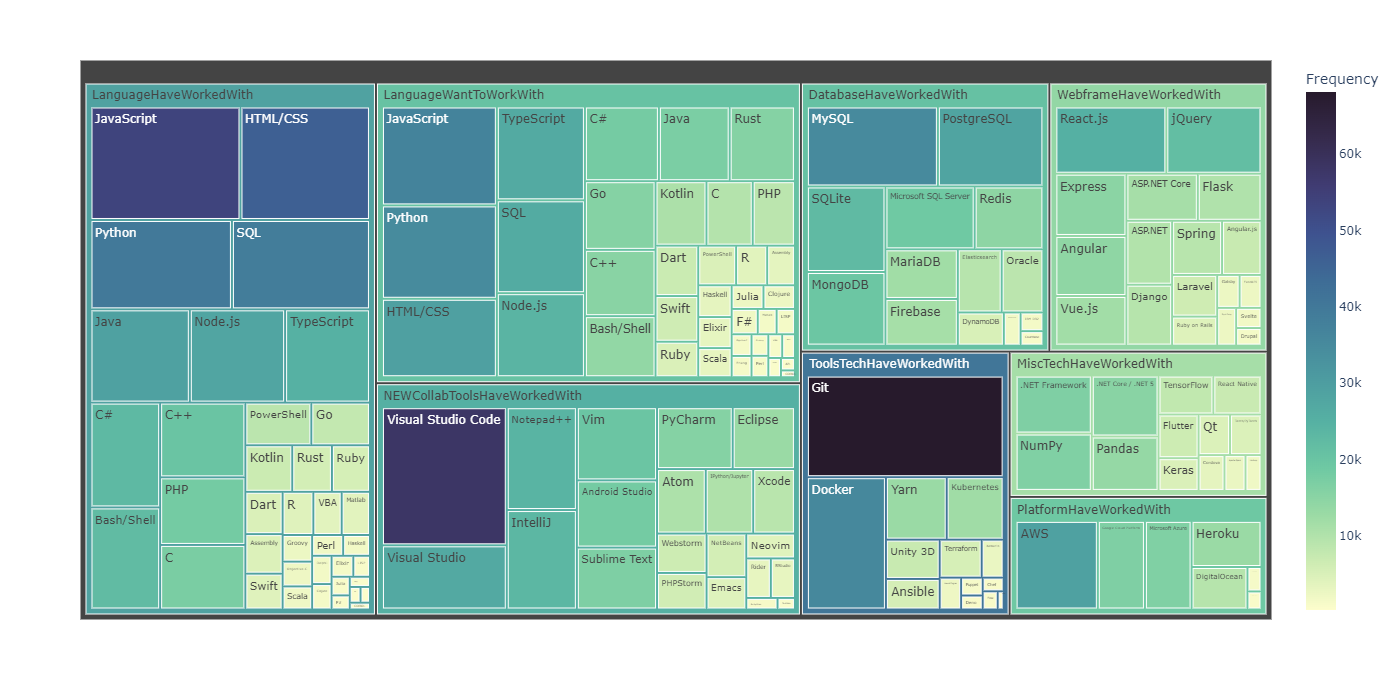 Frequency
60k
50k
40k
30k
20k
10k
LanguageHaveWorkedWith
JavaScript
HTML/CSS
Python
SQL
Java
Node.js
TypeScript
C#
C++
PowerShell
Go
Kotlin
Rust
Ruby
PHP
Dart
R
VBA
Matlab
Bash/Shell
Assembly
Groovy
Perl
Haskell
C
Elixir
Swift
Scala
LanguageWantToWorkWith
JavaScript
TypeScript
C#
Java
Rust
Go
Kotlin
C
PHP
Python
SQL
C++
Dart
PowerShell
R
Assembly
Haskell
Julia
Clojure
HTML/CSS
Node.js
Swift
Elixir
F#
LISP
Bash/Shell
Ruby
Scala
Perl
NEWCollabToolsHaveWorkedWith
Visual Studio Code
Notepad++
Vim
PyCharm
Eclipse
Atom
IPython/Jupyter
Xcode
Android Studio
IntelliJ
Webstorm
NetBeans
Neovim
Visual Studio
Sublime Text
PHPStorm
Emacs
Rider
RStudio
DatabaseHaveWorkedWith
MySQL
PostgreSQL
SQLite
Microsoft SQL Server
Redis
MariaDB
Elasticsearch
Oracle
MongoDB
Firebase
DynamoDB
WebframeHaveWorkedWith
React.js
jQuery
Express
ASP.NET Core
Flask
ASP.NET
Spring
Angular.js
Angular
Vue.js
Django
Laravel
Ruby on Rails
Svelte
Drupal
ToolsTechHaveWorkedWith
Git
Docker
Yarn
Kubernetes
Unity 3D
Terraform
Ansible
Puppet
Chef
MiscTechHaveWorkedWith
.NET Framework
.NET Core / .NET 5
TensorFlow
React Native
NumPy
Pandas
Flutter
Qt
Keras
Cordova
PlatformHaveWorkedWith
AWS
Microsoft Azure
Heroku
DigitalOcean